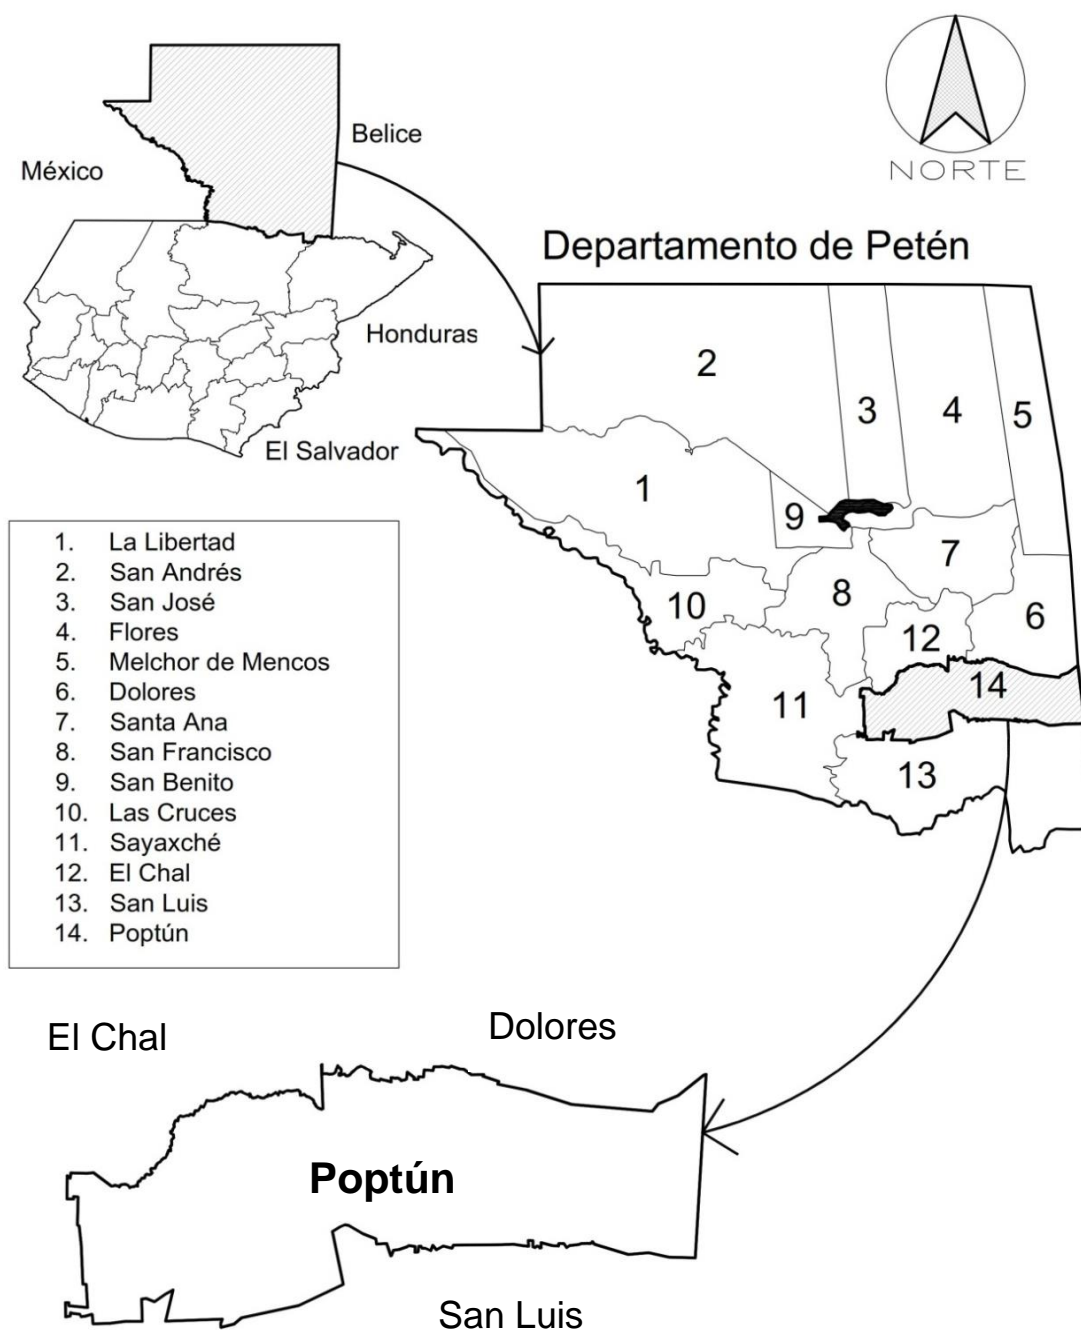 NORTE
Belice
México
Honduras
El Salvador
Departamento de Petén
2
3
4
5
1
9
7
8
10
6
12
14
11
13
1. La Libertad
2. San Andrés
3. San José
4. Flores
5. Melchor de Mencos
6. Dolores
7. Santa Ana
8. San Francisco
9. San Benito
10. Las Cruces
11. Sayaxché
12. El Chal
13. San Luis
14. Poptún
El Chal
Dolores
Poptún
San Luis